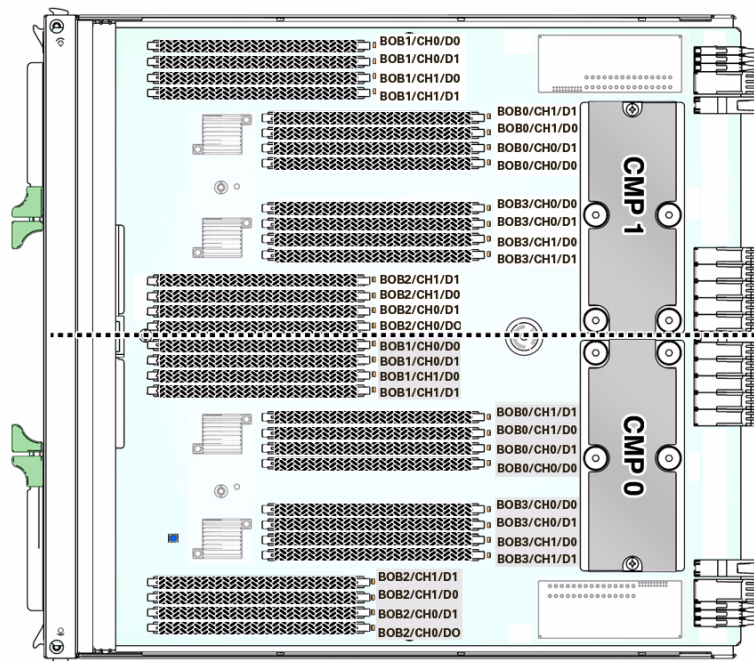 BOB1/CH0/D0
BOB1/CH0/D1
BOB1/CH1/D0
BOB1/CH1/D1
BOB0/CH1/D1
BOB0/CH1/D0
BOB0/CH0/D1
BOB0/CH0/D0
CMP 1
BOB3/CH0/D0
BOB3/CH0/D1
BOB3/CH1/D0
BOB3/CH1/D1
BOB2/CH1/D1
BOB2/CH1/D0
BOB2/CH0/D1
BOB2/CH0/DO
BOB1/CH0/D0
BOB1/CH0/D1
BOB1/CH1/D0
BOB1/CH1/D1
BOB0/CH1/D1
BOB0/CH1/D0
BOB0/CH0/D1
BOB0/CH0/D0
CMP 0
BOB3/CH0/D0
BOB3/CH0/D1
BOB3/CH1/D0
BOB3/CH1/D1
BOB2/CH1/D1
BOB2/CH1/D0
BOB2/CH0/D1
BOB2/CH0/DO